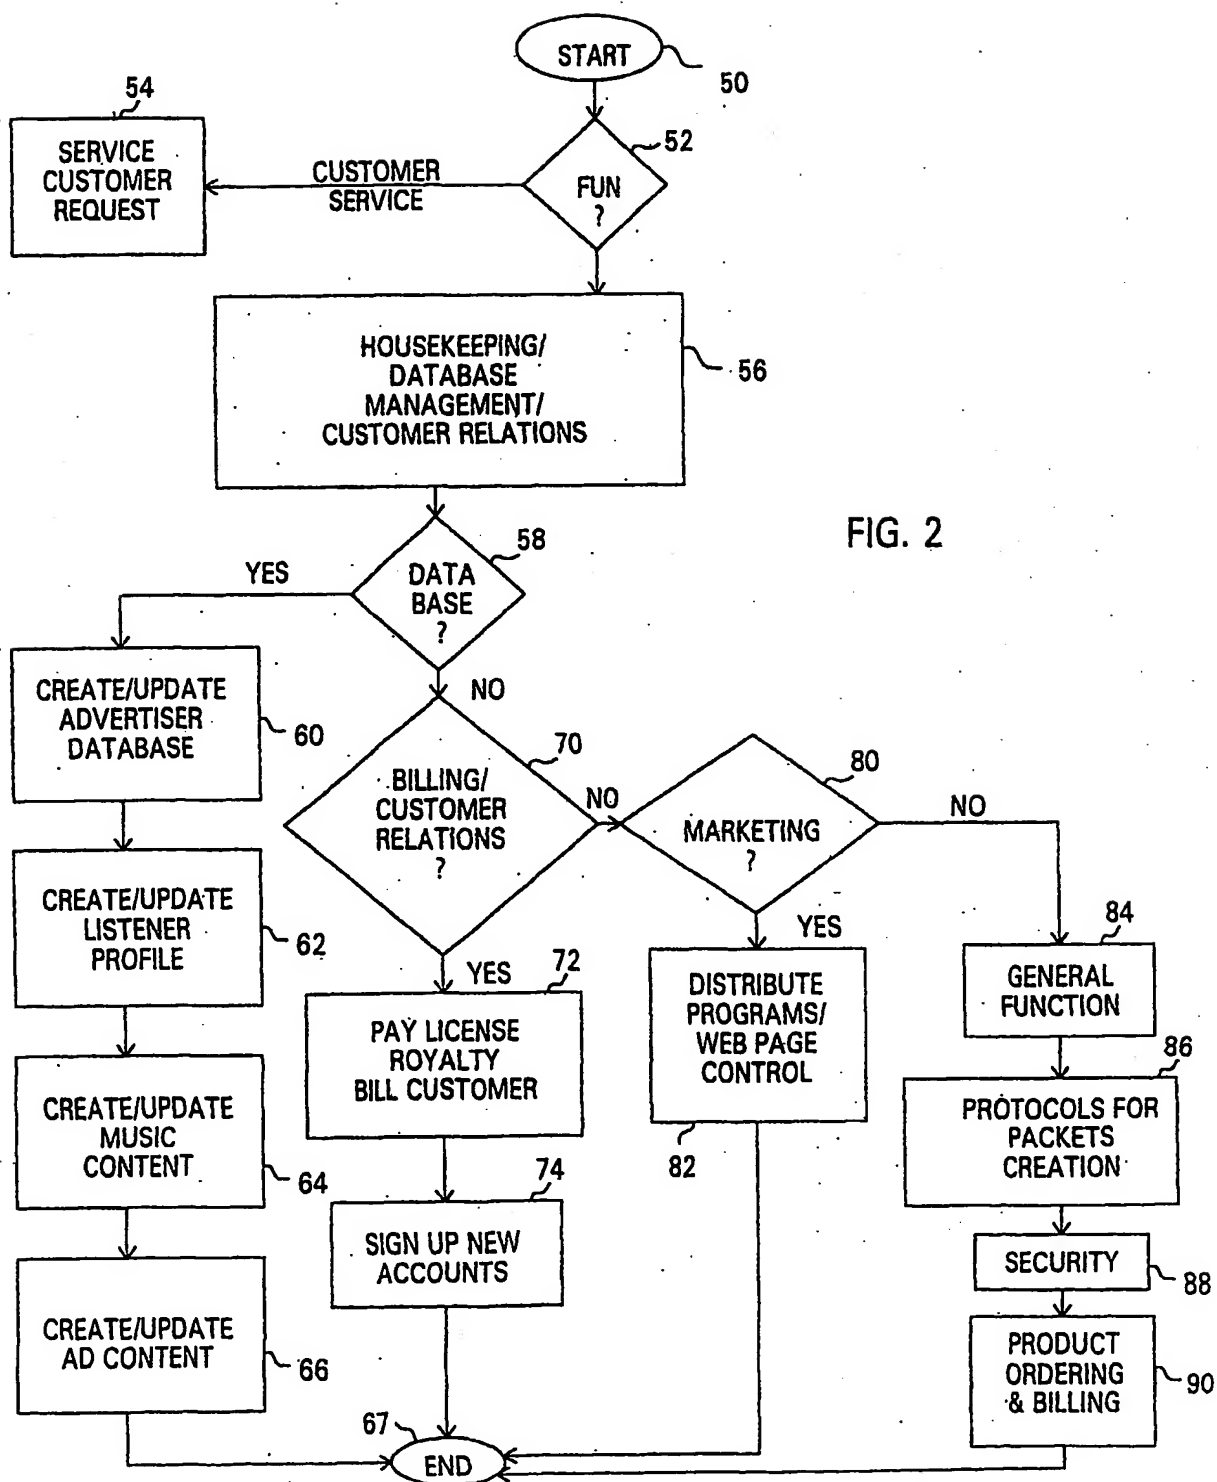 START
50
54
52
SERVICE
CUSTOMER
REQUEST
CUSTOMER
SERVICE
FUN
?
HOUSEKEEPING/
DATABASE
MANAGEMENT/
CUSTOMER RELATIONS
56
FIG. 2
58
YES
DATA
BASE
?
NO
CREATE/UPDATE
ADVERTISER
DATABASE
60
70
BILLING/
CUSTOMER
RELATIONS
?
NO
80
MARKETING
?
NO
CREATE/UPDATE
LISTENER
PROFILE
62
YES
72
PAY LICENSE
ROYALTY
BILL CUSTOMER
YES
DISTRIBUTE
PROGRAMS/
WEB PAGE
CONTROL
82
84
GENERAL
FUNCTION
86
PROTOCOLS FOR
PACKETS
CREATION
CREATE/UPDATE
MUSIC
CONTENT
64
74
SIGN UP NEW
ACCOUNTS
SECURITY
88
CREATE/UPDATE
AD CONTENT
66
PRODUCT
ORDERING
& BILLING
90
67
END